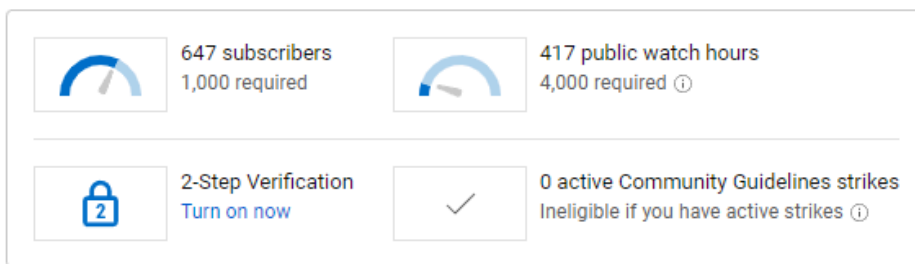 647 subscribers
1,000 required
417 public watch hours
4,000 required
2
2-Step Verification
Turn on now
0 active Community Guidelines strikes
Ineligible if you have active strikes